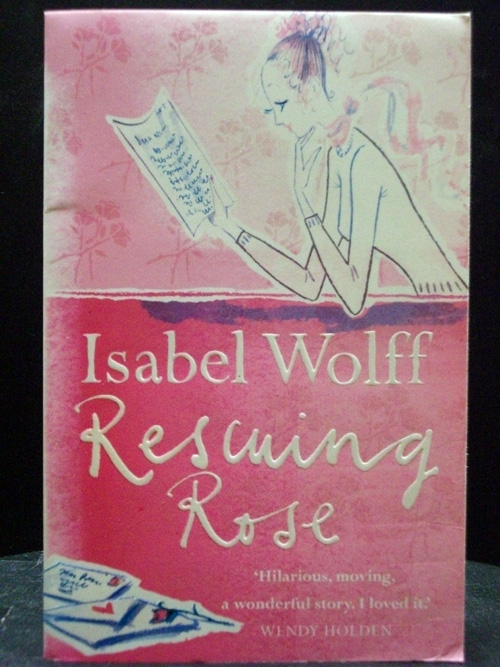 Isabel Wolff
Rescuing
Rose
‘Hilarious, moving,
a wonderful story. I loved it.’
WENDY HOLDEN